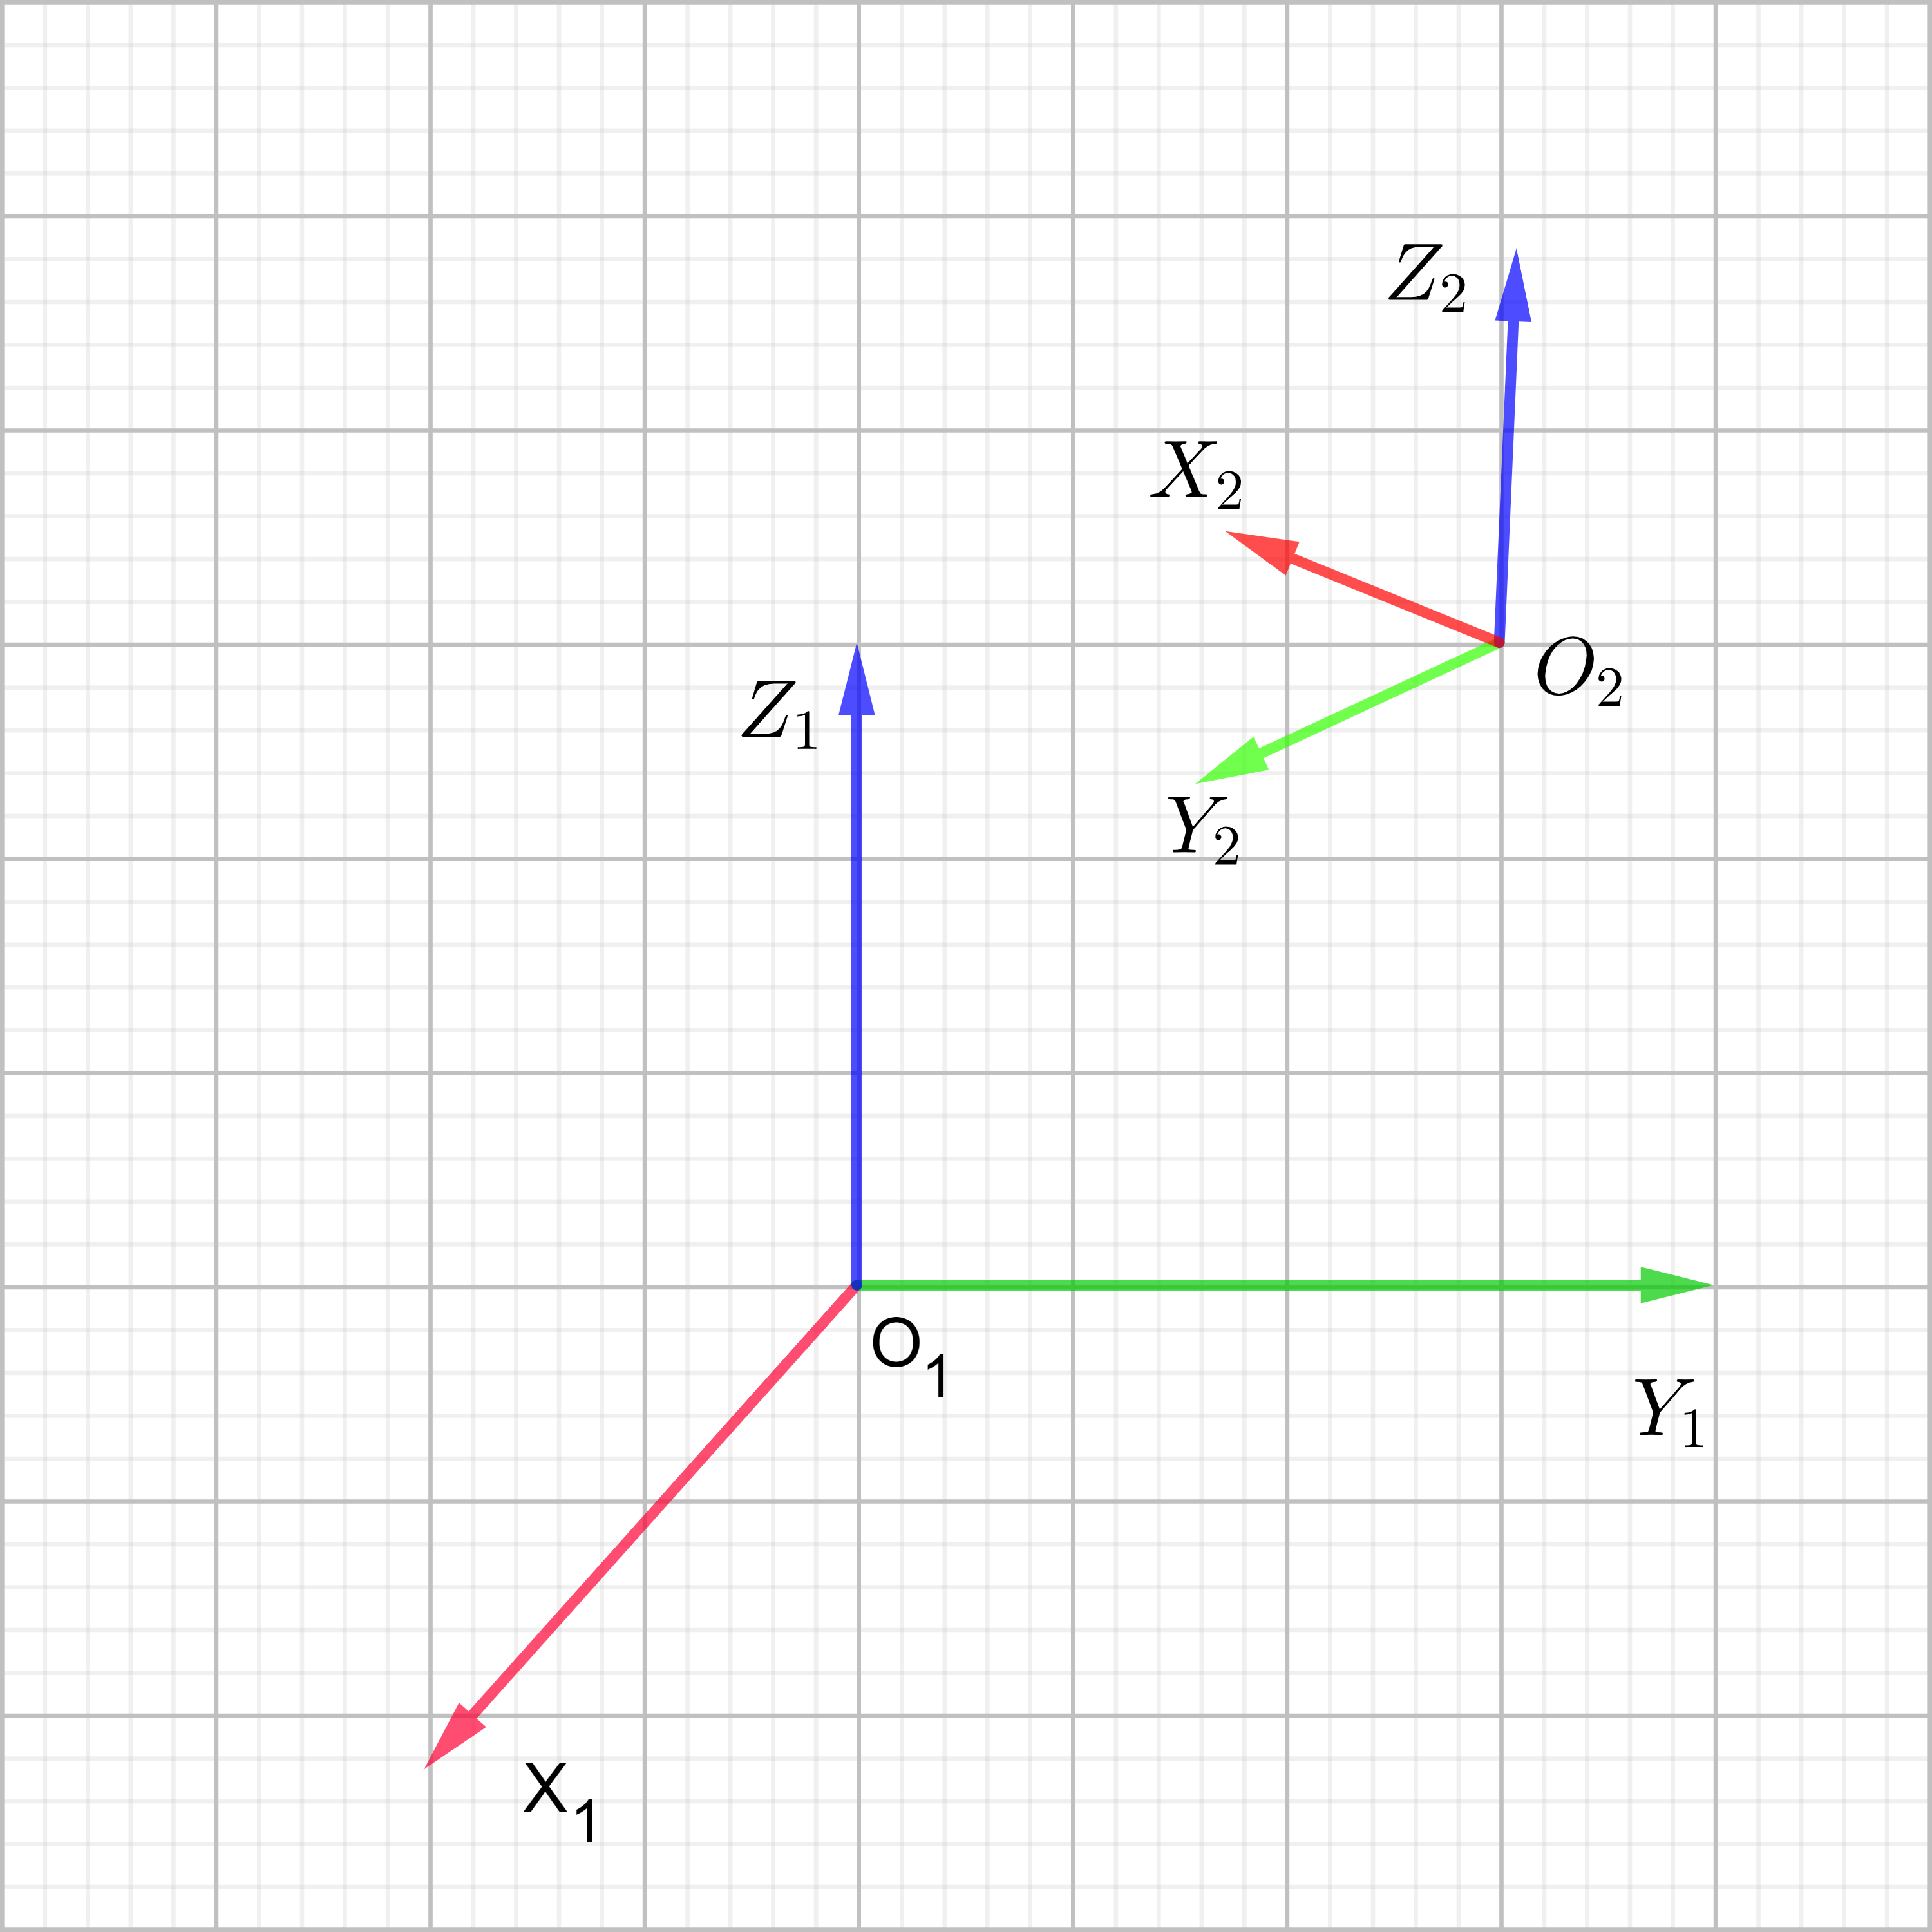 Z₂
X₂
O₂
Z₁
Y₂
O₁
Y₁
X₁